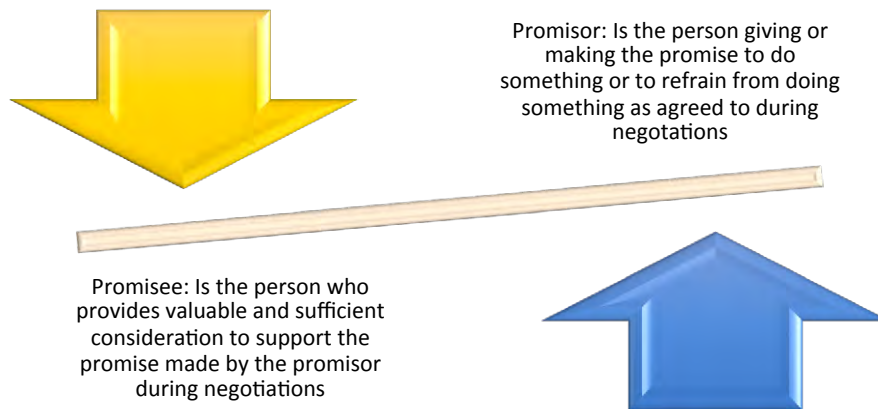 Promisor: Is the person giving or
making the promise to do
something or to refrain from doing
something as agreed to during
negotations
Promisee: Is the person who
provides valuable and sufficient
consideration to support the
promise made by the promisor
during negotiations